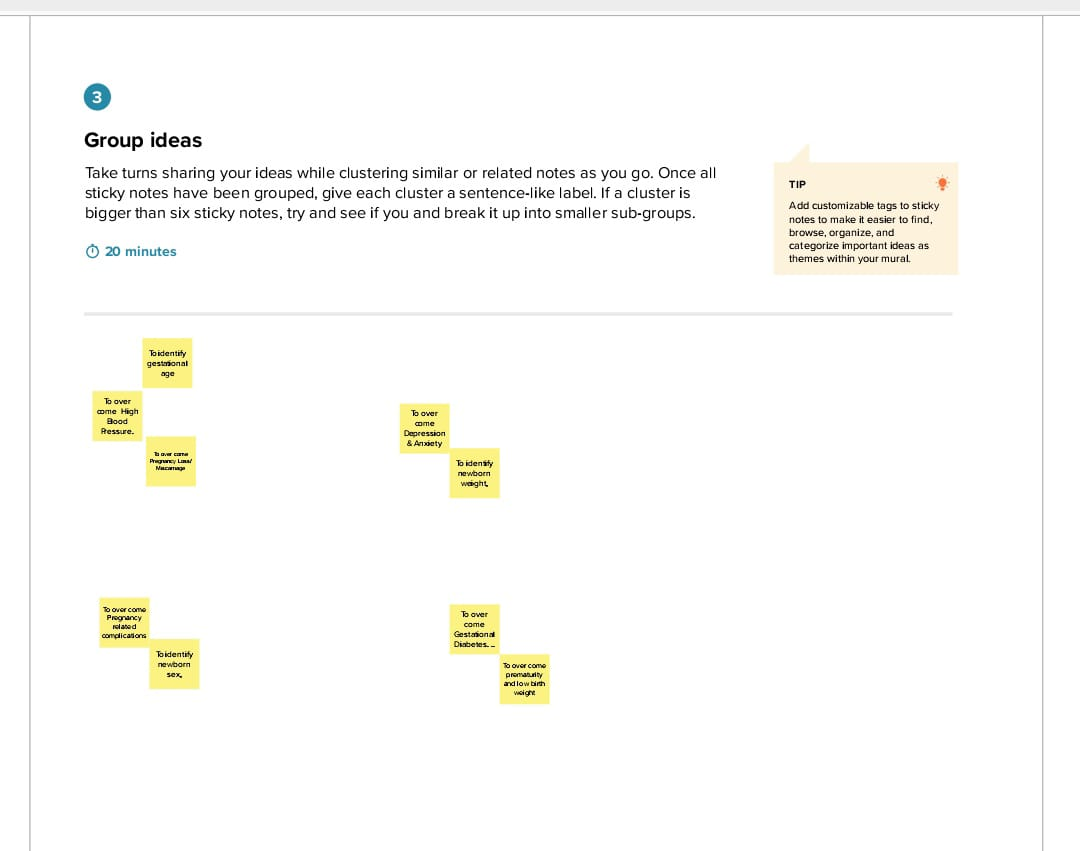 3
Group ideas
Take turns sharing your ideas while clustering similar or related notes as you go. Once all
sticky notes have been grouped, give each cluster a sentence-like label. If a cluster is
bigger than six sticky notes, try and see if you and break it up into smaller sub-groups.
20 minutes
TIP
Add customizable tags to sticky
notes to make it easier to find,
browse, organize, and
categorize important ideas as
themes within your mural.
To identify
gestational
age
To over
come High
Blood
Pressure.
To over come
Pregnancy Loss/
Miscarriage
To over
come
Depression
& Anxiety
To identify
newborn
weight,
To over come
Pregnancy
related
complications
To identify
newborn
sex,
To over
come
Gestational
Diabetes. ..
To over come
prematurity
and low birth
weight